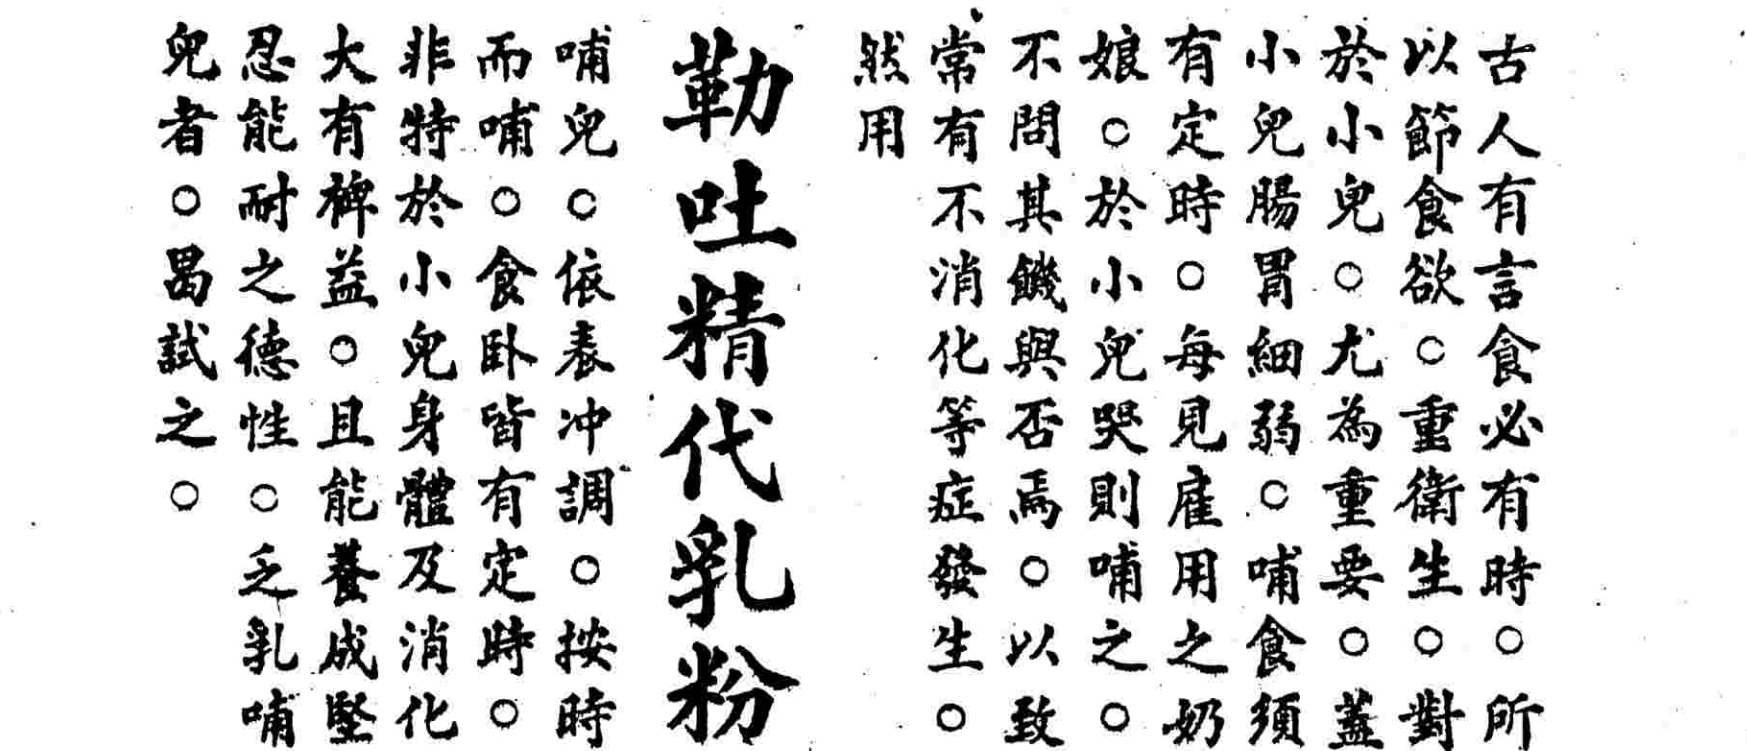 古人有言食必有時○所
以節食欲○重衛生○對
於小兒○尤為重要○蓋
小兒腸胃細弱○哺食須
有定時○每見雇用之奶
娘○於小兒哭則哺之○
不問其饑與否焉○以致
常有不消化等症發生○
然用
勒吐精代乳粉
哺兒○依表冲調○按時
而哺○食卧皆有定時○
非特於小兒身體及消化
大有裨益○且能養成堅
忍能耐之德性○乏乳哺
兒者○曷試之○